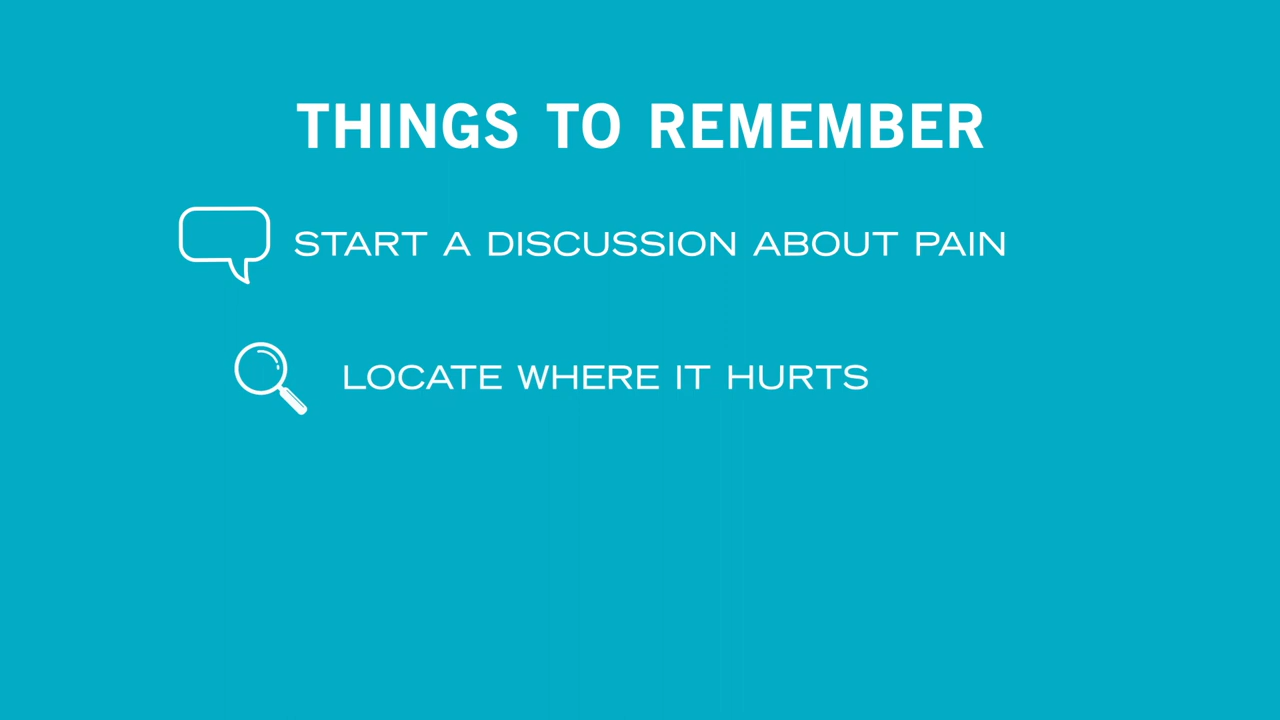 THINGS TO REMEMBER
START A DISCUSSION ABOUT PAIN
LOCATE WHERE IT HURTS